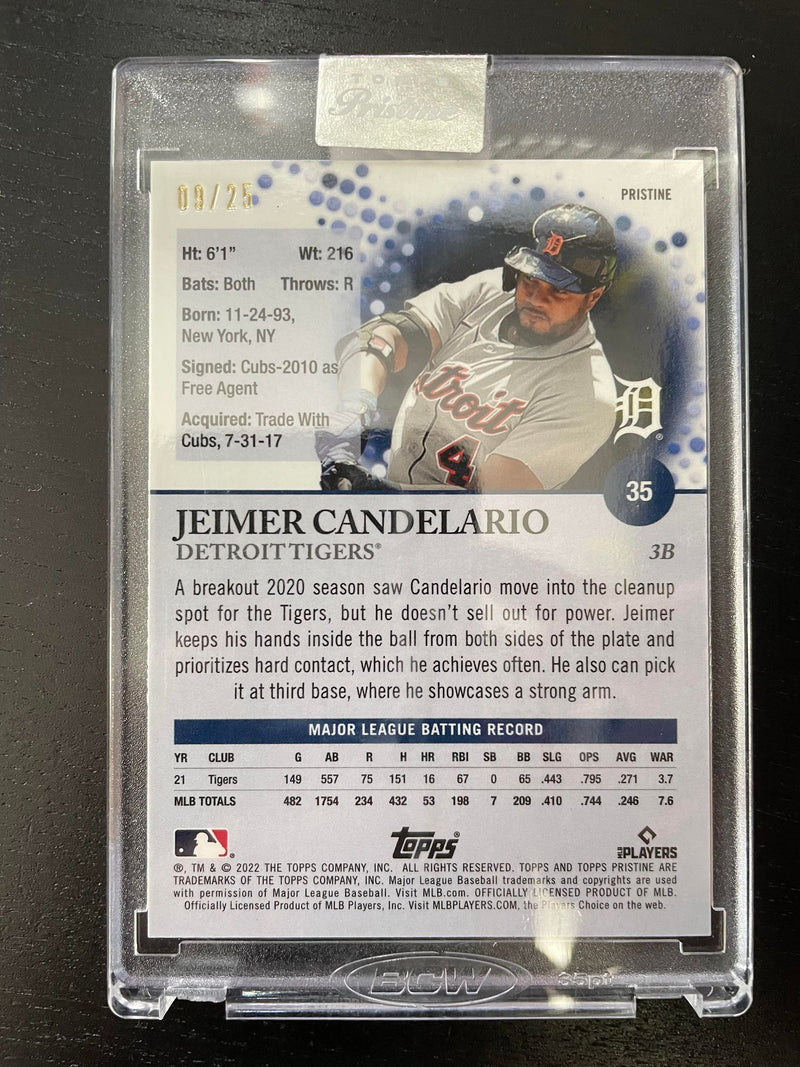 TOPPS
Pristine
09/25
PRISTINE
Ht: 6'1" Wt: 216
Bats: Both Throws: R
Born: 11-24-93,
New York, NY
Signed: Cubs-2010 as
Free Agent
Acquired: Trade With
Cubs, 7-31-17
D
etroit
4
D
35
JEIMER CANDELARIO
DETROIT TIGERS®
3B
A breakout 2020 season saw Candelario move into the cleanup
spot for the Tigers, but he doesn't sell out for power. Jeimer
keeps his hands inside the ball from both sides of the plate and
prioritizes hard contact, which he achieves often. He also can pick
it at third base, where he showcases a strong arm.
MAJOR LEAGUE BATTING RECORD
YR CLUB G AB R H HR RBI SB BB SLG OPS AVG WAR
21 Tigers 149 557 75 151 16 67 0 65 .443 .795 .271 3.7
MLB TOTALS 482 1754 234 432 53 198 7 209 .410 .744 .246 7.6
topps®
MLB PLAYERS
®, TM & © 2022 THE TOPPS COMPANY, INC. ALL RIGHTS RESERVED. TOPPS AND TOPPS PRISTINE ARE
TRADEMARKS OF THE TOPPS COMPANY, INC. Major League Baseball trademarks and copyrights are used
with permission of Major League Baseball. Visit MLB.com. OFFICIALLY LICENSED PRODUCT OF MLB.
Officially Licensed Product of MLB Players, Inc. Visit MLBPLAYERS.COM, the Players Choice on the web.
BCW 35pt